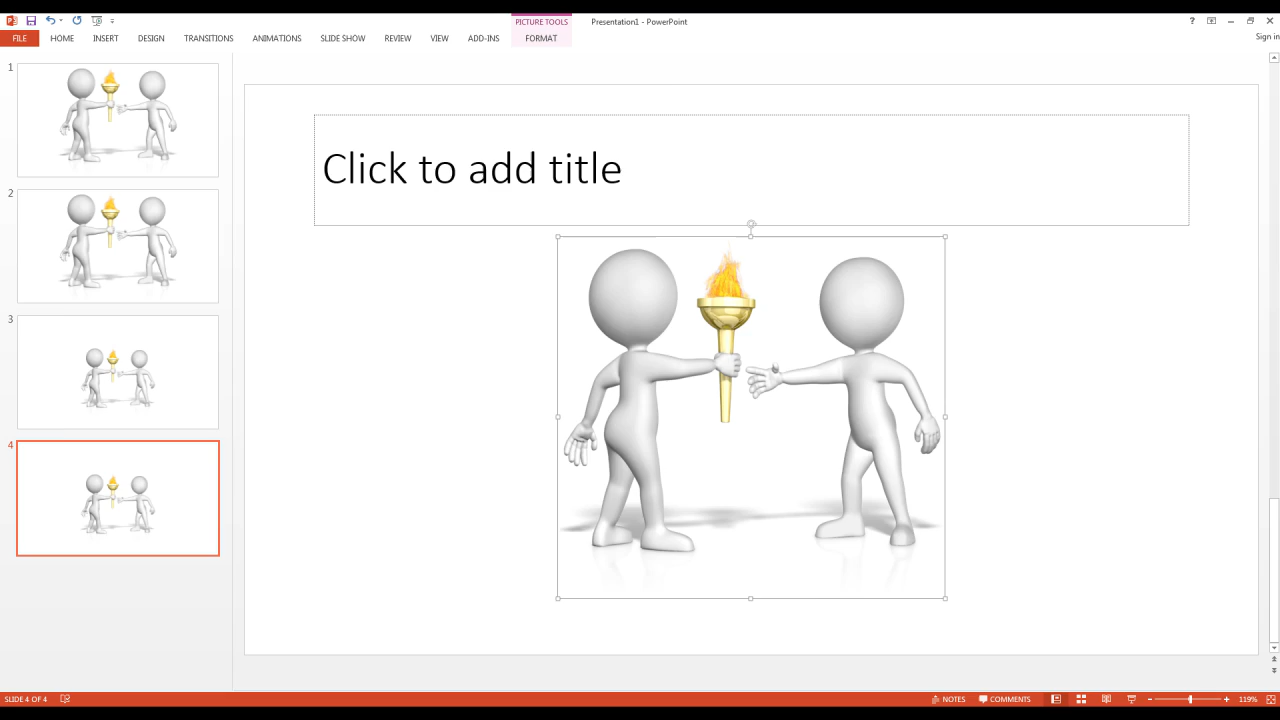 PICTURE TOOLS
Presentation1 - PowerPoint
FILE HOME INSERT DESIGN TRANSITIONS ANIMATIONS SLIDE SHOW REVIEW VIEW ADD-INS FORMAT
Sign in
1
2
3
4
Click to add title
SLIDE 4 OF 4 NOTES COMMENTS 119%